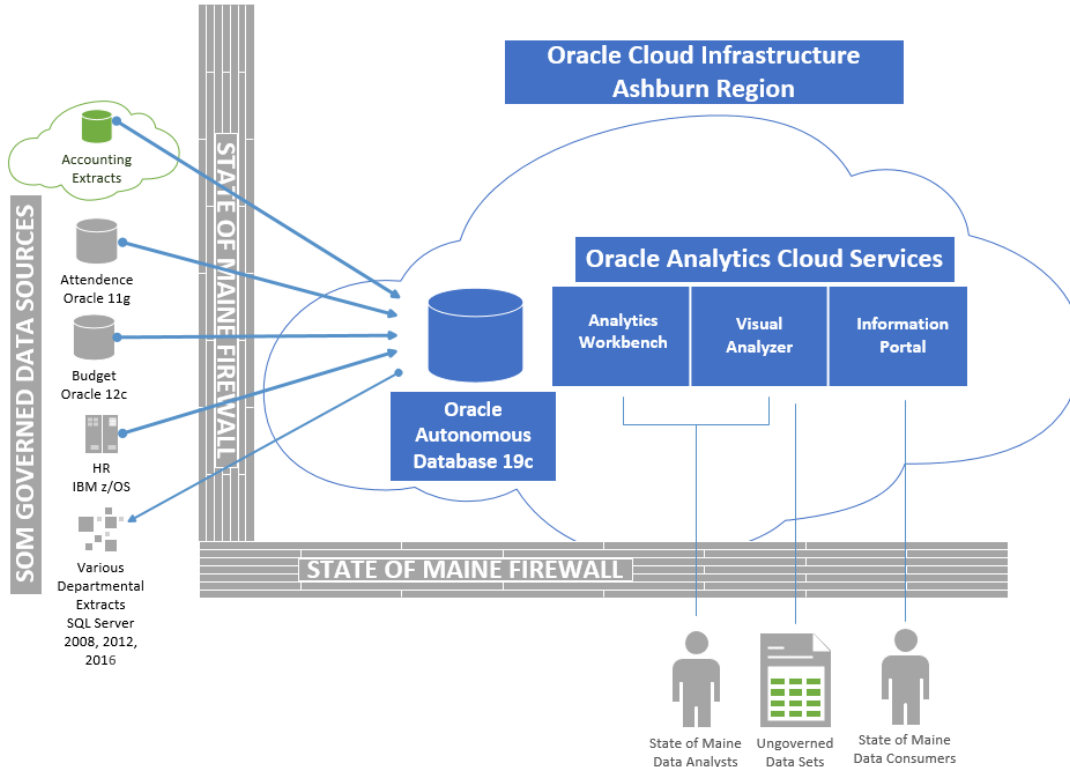 Oracle Cloud Infrastructure
Ashburn Region
Accounting
Extracts
SOM GOVERNED DATA SOURCES
STATE OF MAINE FIREWALL
Attendence
Oracle 11g
Budget
Oracle 12c
HR
IBM z/OS
Various
Departmental
Extracts
SQL Server
2008, 2012,
2016
Oracle Analytics Cloud Services
Analytics
Workbench
Visual
Analyzer
Information
Portal
Oracle
Autonomous
Database 19c
STATE OF MAINE FIREWALL
State of Maine
Data Analysts
Ungoverned
Data Sets
State of Maine
Data Consumers